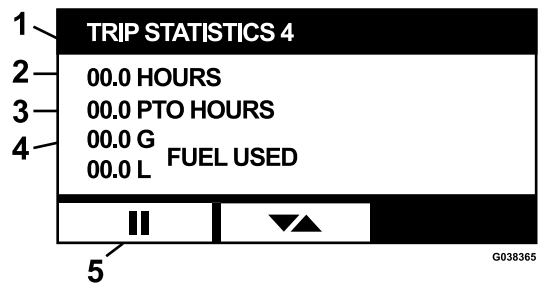 1 TRIP STATISTICS 4
2 00.0 HOURS
3 00.0 PTO HOURS
4 00.0 G
00.0 L FUEL USED
5
G038365